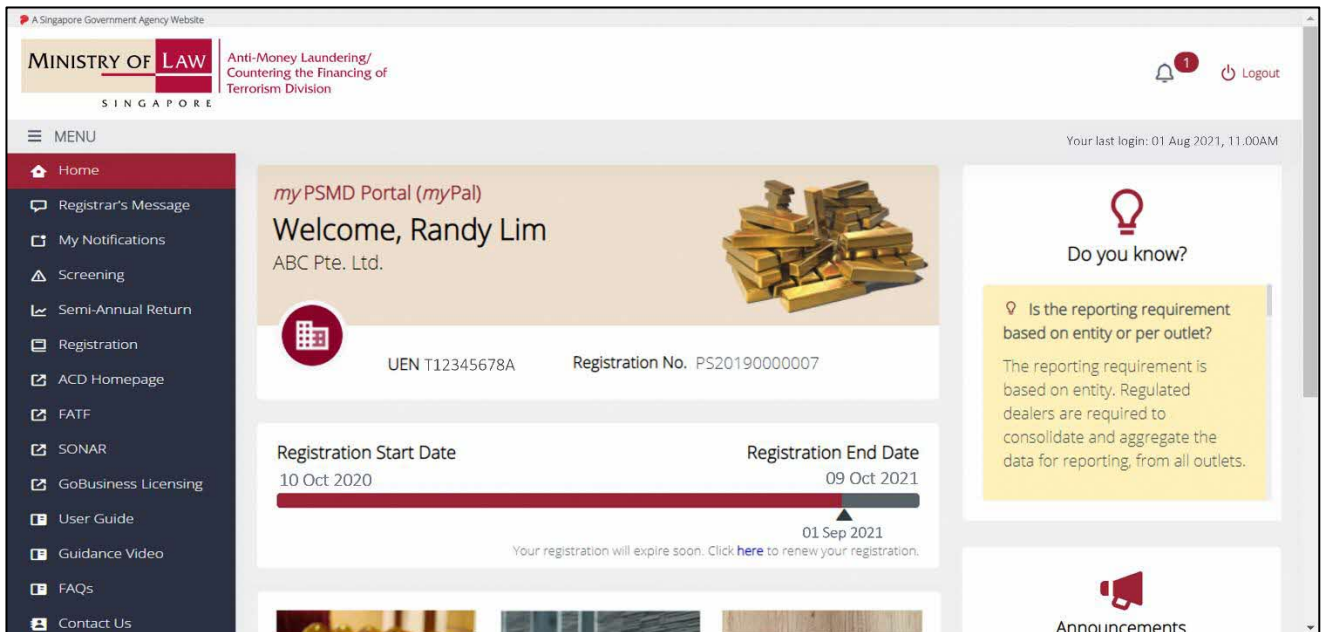 A Singapore Government Agency Website
MINISTRY OF LAW
SINGAPORE
Anti-Money Laundering/
Countering the Financing of
Terrorism Division
1
Logout
MENU
Your last login: 01 Aug 2021, 11.00AM
Home
Registrar's Message
My Notifications
Screening
Semi-Annual Return
Registration
ACD Homepage
FATF
SONAR
GoBusiness Licensing
User Guide
Guidance Video
FAQs
Contact Us
myPSMD Portal (myPal)
Welcome, Randy Lim
ABC Pte. Ltd.
UEN T12345678A
Registration No. PS20190000007
Registration Start Date
Registration End Date
10 Oct 2020
09 Oct 2021
01 Sep 2021
Your registration will expire soon. Click here to renew your registration.
Do you know?
Is the reporting requirement
based on entity or per outlet?
The reporting requirement is
based on entity. Regulated
dealers are required to
consolidate and aggregate the
data for reporting, from all outlets.
Announcements